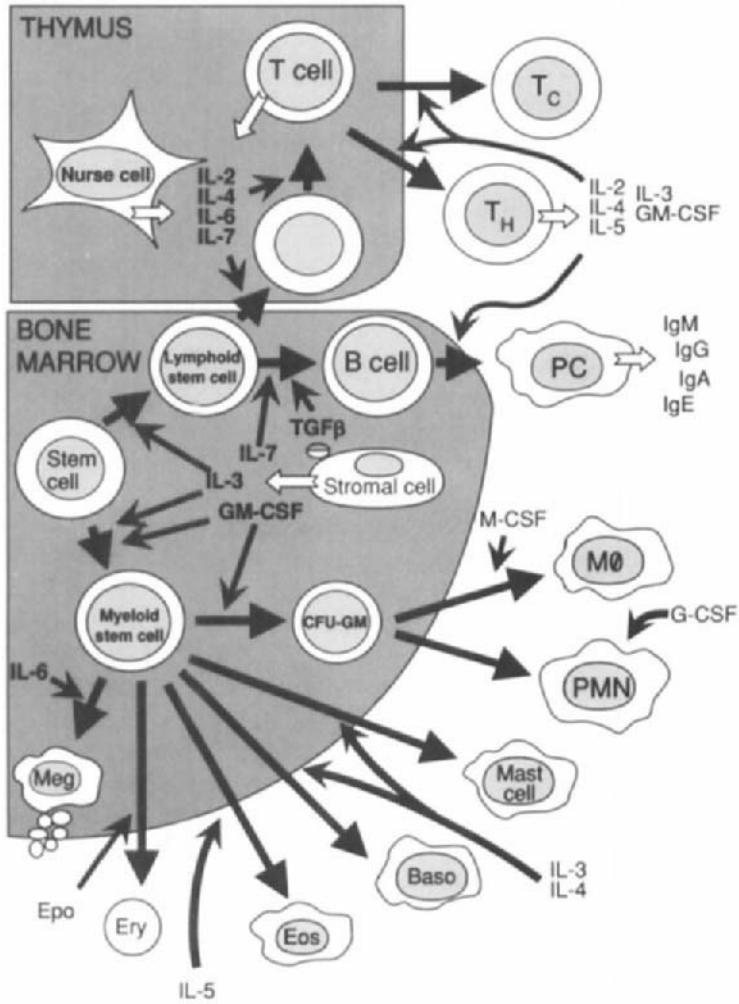 THYMUS
T cell
T C
Nurse cell
IL-2
IL-4
IL-6
IL-7
T H
IL-2
IL-4
IL-5
IL-3
GM-CSF
BONE
MARROW
Lymphoid
stem cell
B cell
PC
IgM
IgG
IgA
IgE
TGFβ
IL-7
Stem
cell
IL-3
Stromal cell
GM-CSF
M-CSF
MØ
Myeloid
stem cell
CFU-GM
G-CSF
PMN
IL-6
Meg
Mast
cell
Baso
IL-3
IL-4
Epo
Ery
Eos
IL-5